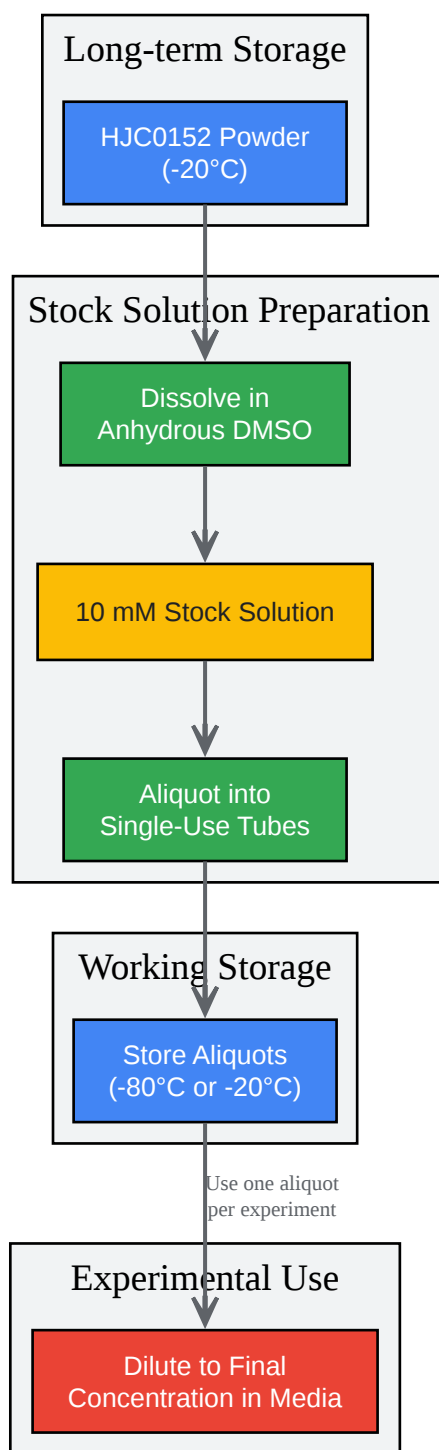 Long-term Storage
HJC0152 Powder
(-20°C)
Stock Solution Preparation
Dissolve in
Anhydrous DMSO
10 mM Stock Solution
Aliquot into
Single-Use Tubes
Working Storage
Store Aliquots
(-80°C or -20°C)
Use one aliquot
per experiment
Experimental Use
Dilute to Final
Concentration in Media